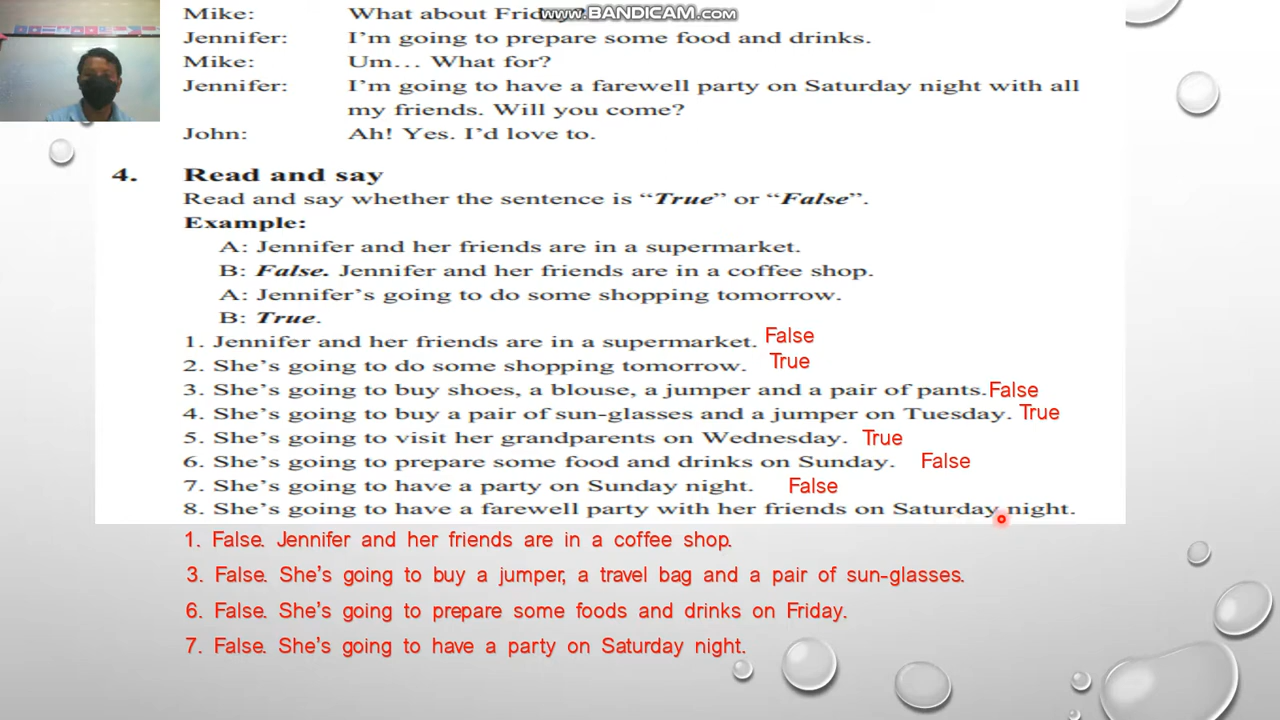 www.BANDICAM.com
Mike: What about Friday?
Jennifer: I'm going to prepare some food and drinks.
Mike: Um... What for?
Jennifer: I'm going to have a farewell party on Saturday night with all
my friends. Will you come?
John: Ah! Yes. I'd love to.
4. Read and say
Read and say whether the sentence is “True” or “False”.
Example:
A: Jennifer and her friends are in a supermarket.
B: False. Jennifer and her friends are in a coffee shop.
A: Jennifer's going to do some shopping tomorrow.
B: True.
1. Jennifer and her friends are in a supermarket. False
2. She's going to do some shopping tomorrow. True
3. She's going to buy shoes, a blouse, a jumper and a pair of pants. False
4. She's going to buy a pair of sun-glasses and a jumper on Tuesday. True
5. She's going to visit her grandparents on Wednesday. True
6. She's going to prepare some food and drinks on Sunday. False
7. She's going to have a party on Sunday night. False
8. She's going to have a farewell party with her friends on Saturday night.
1. False. Jennifer and her friends are in a coffee shop.
3. False. She's going to buy a jumper, a travel bag and a pair of sun-glasses.
6. False. She's going to prepare some foods and drinks on Friday.
7. False. She's going to have a party on Saturday night.